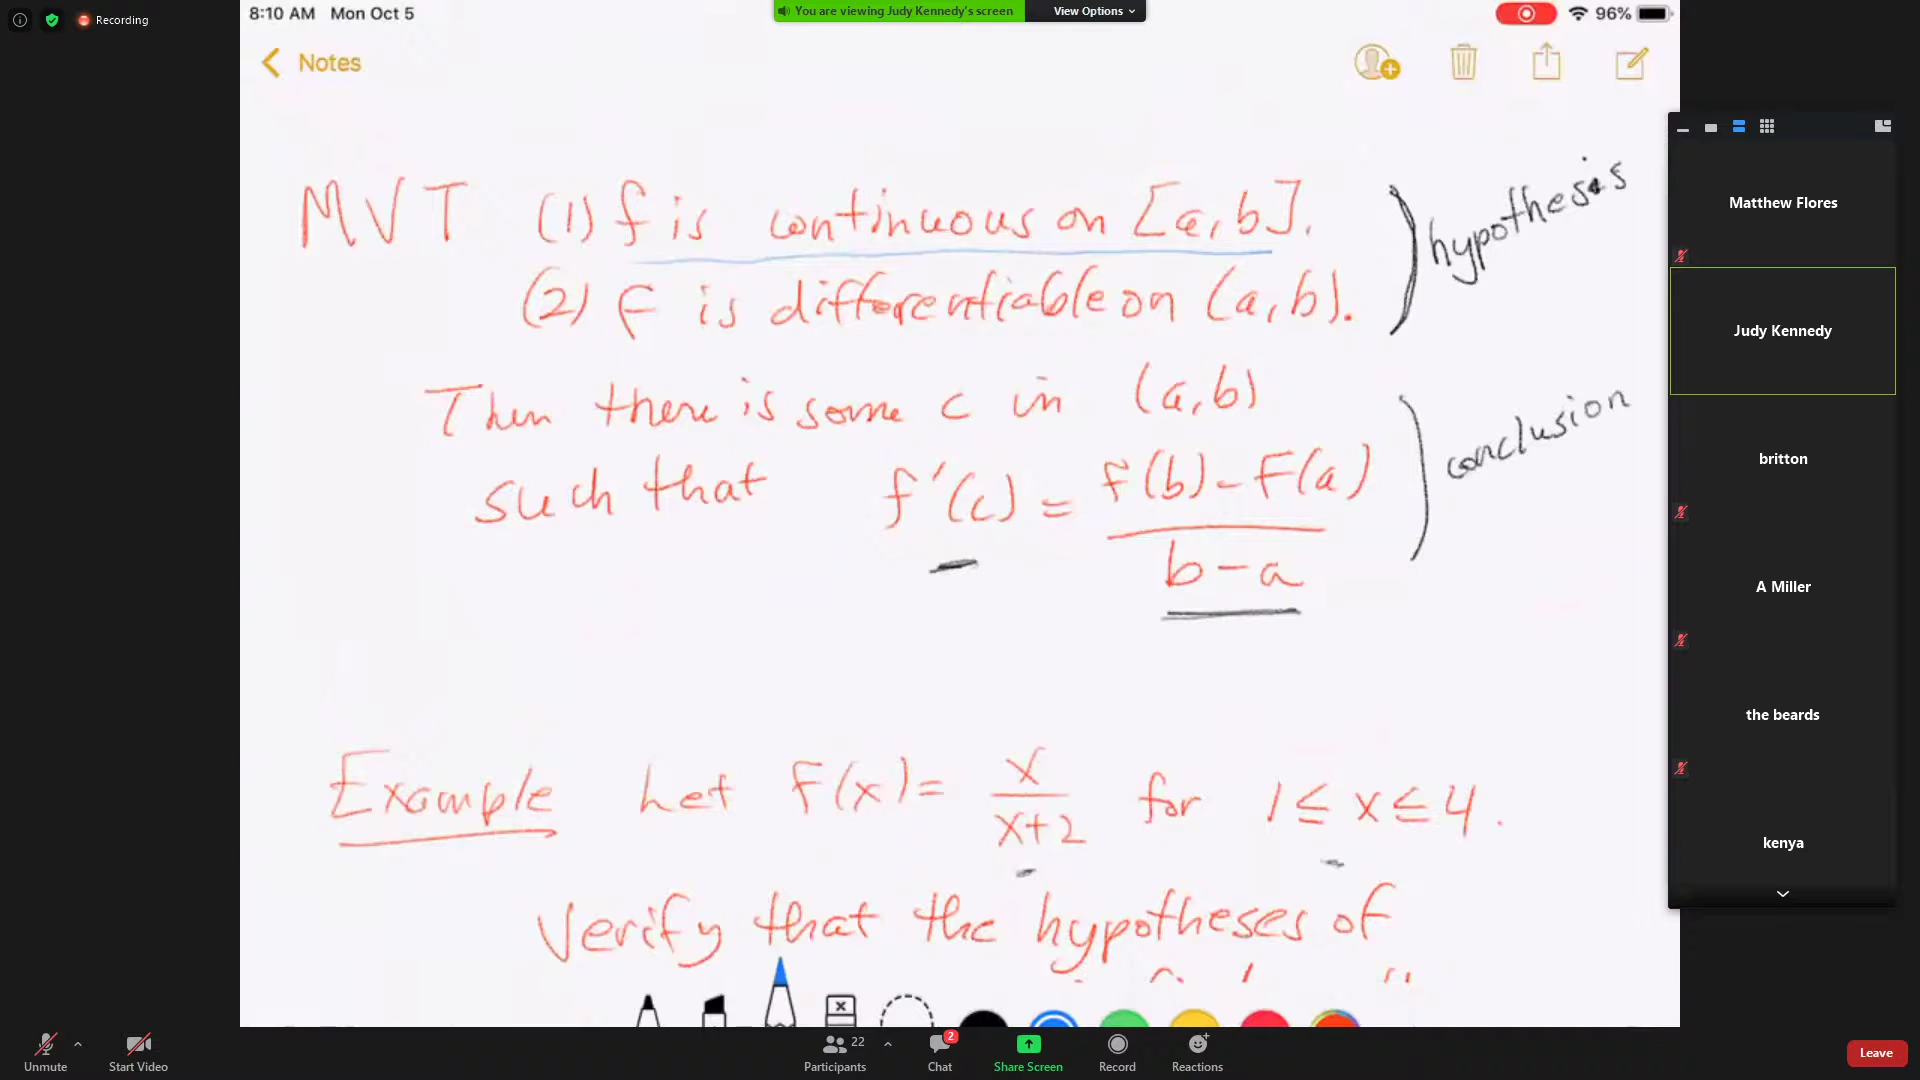 Recording
8:10 AM Mon Oct 5
You are viewing Judy Kennedy's screen
View Options
96%
Notes
MVT (1) f is continuous on [a,b].
(2) f is differentiable on (a,b).
hypothesis
Then there is some c in (a,b)
such that f'(c) = f(b) - f(a)
b - a
conclusion
Example Let f(x) = x
x+2
for 1 ≤ x ≤ 4.
Verify that the hypotheses of
Matthew Flores
Judy Kennedy
britton
A Miller
the beards
kenya
Unmute
Start Video
22
Participants
2
Chat
Share Screen
Record
Reactions
Leave